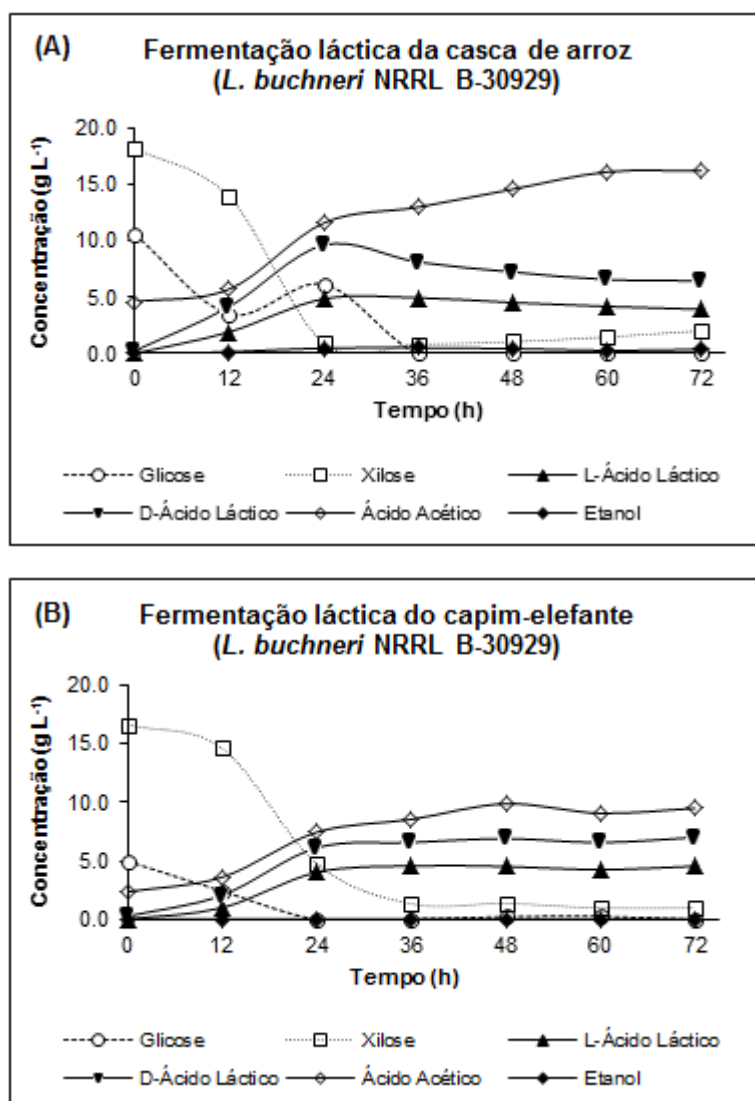 (A)
Fermentação láctica da casca de arroz
(L. buchneri NRRL B-30929)
Concentração (g L-1)
20.0
15.0
10.0
5.0
0.0
0 12 24 36 48 60 72
Tempo (h)
Glicose Xilose L-Ácido Láctico
D-Ácido Láctico Ácido Acético Etanol
(B)
Fermentação láctica do capim-elefante
(L. buchneri NRRL B-30929)
Concentração (g L-1)
20.0
15.0
10.0
5.0
0.0
0 12 24 36 48 60 72
Tempo (h)
Glicose Xilose L-Ácido Láctico
D-Ácido Láctico Ácido Acético Etanol